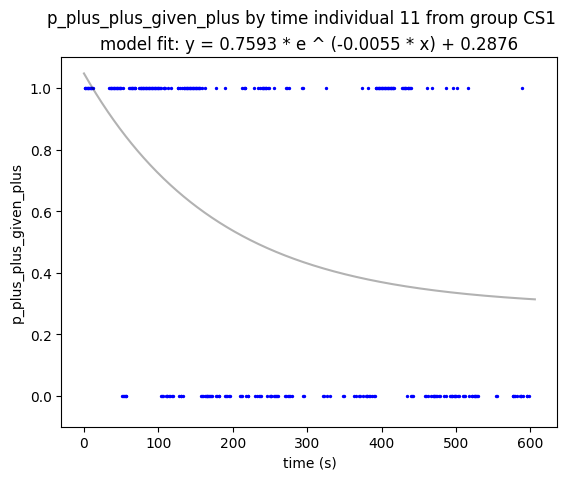 p_plus_plus_given_plus by time individual 11 from group CS1
model fit: y = 0.7593 * e ^ (-0.0055 * x) + 0.2876
1.0
0.8
0.6
0.4
0.2
0.0
p_plus_plus_given_plus
0 100 200 300 400 500 600
time (s)